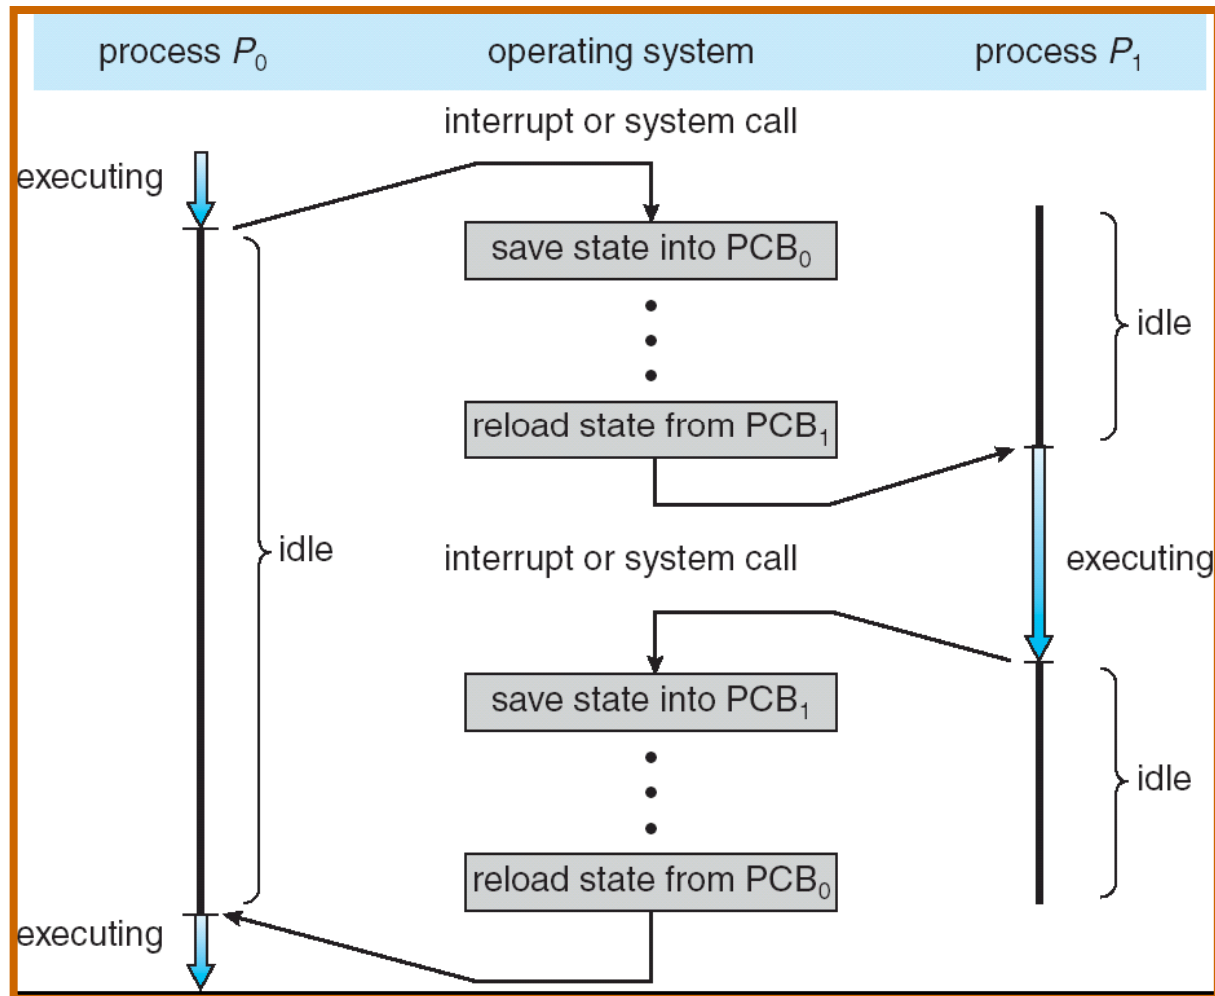 process P0
operating system
process P1
interrupt or system call
executing
save state into PCB0
idle
reload state from PCB1
idle
interrupt or system call
executing
save state into PCB1
idle
reload state from PCB0
executing